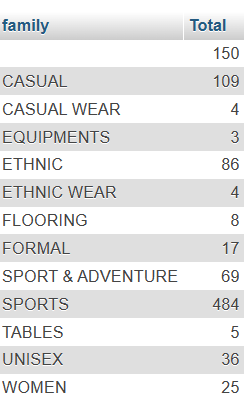 family Total
150
CASUAL 109
CASUAL WEAR 4
EQUIPMENTS 3
ETHNIC 86
ETHNIC WEAR 4
FLOORING 8
FORMAL 17
SPORT & ADVENTURE 69
SPORTS 484
TABLES 5
UNISEX 36
WOMEN 25